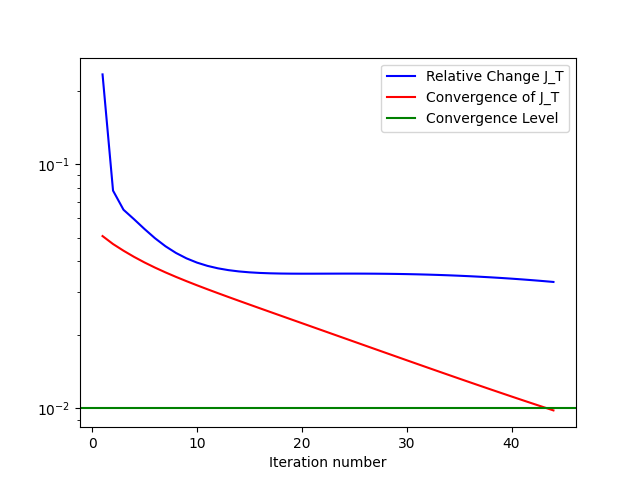 Relative Change J_T
Convergence of J_T
Convergence Level
10⁻¹
10⁻²
0 10 20 30 40
Iteration number